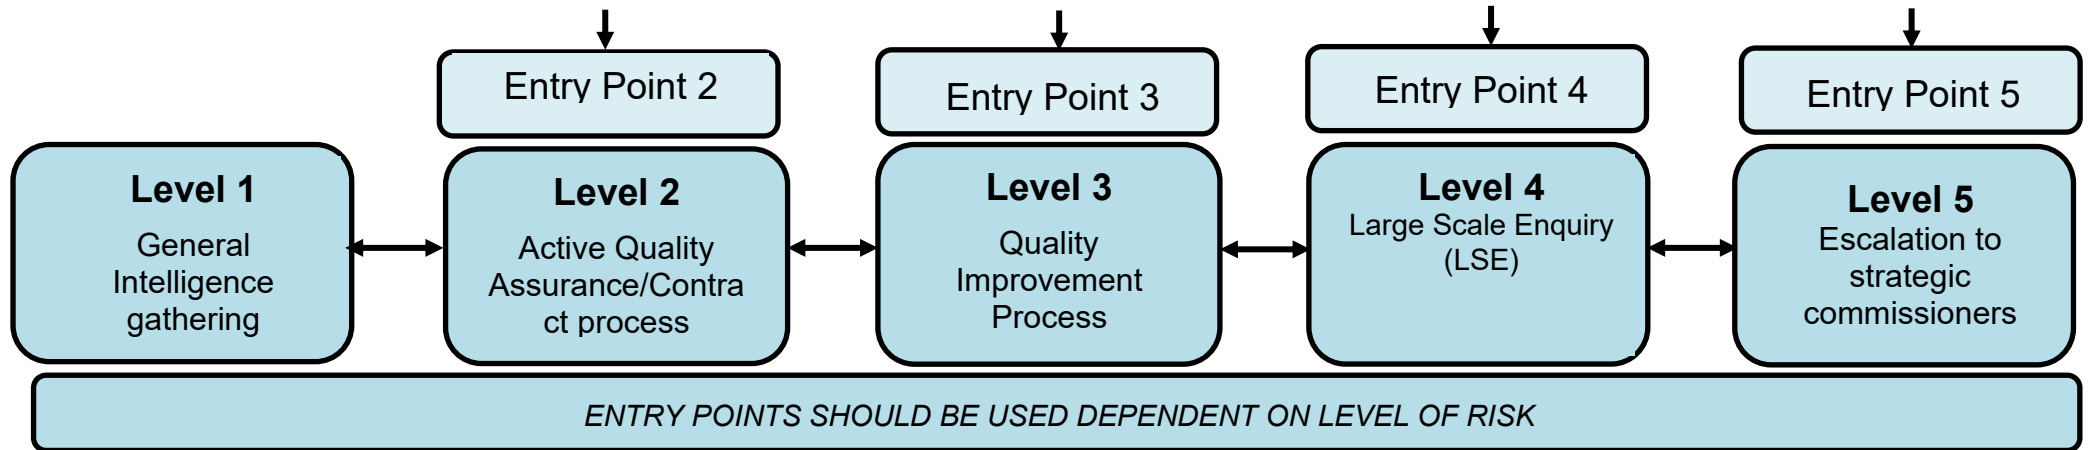 Entry Point 2
Entry Point 3
Entry Point 4
Entry Point 5
Level 1
General
Intelligence
gathering
Level 2
Active Quality
Assurance/Contra
ct process
Level 3
Quality
Improvement
Process
Level 4
Large Scale Enquiry
(LSE)
Level 5
Escalation to
strategic
commissioners
ENTRY POINTS SHOULD BE USED DEPENDENT ON LEVEL OF RISK